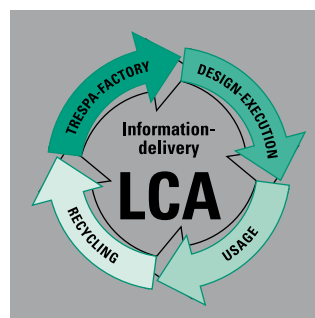 TRESPA-FACTORY
DESIGN-EXECUTION
Information-
delivery
LCA
RECYCLING
USAGE